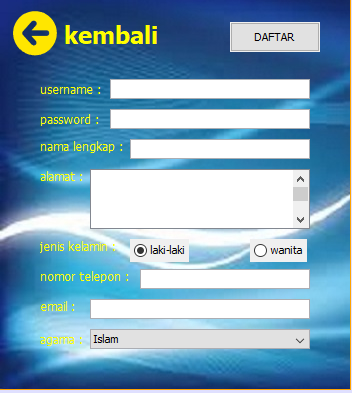 kembali
DAFTAR
username :
password :
nama lengkap :
alamat :
jenis kelamin : laki-laki wanita
nomor telepon :
email :
agama : Islam